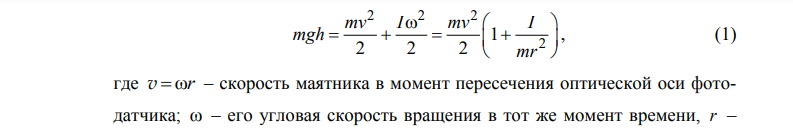 mgh = mv²/2 + Iω²/2 = mv²/2 (1 + I/mr²), (1)
где v = ωr – скорость маятника в момент пересечения оптической оси фото-
датчика; ω – его угловая скорость вращения в тот же момент времени, r –